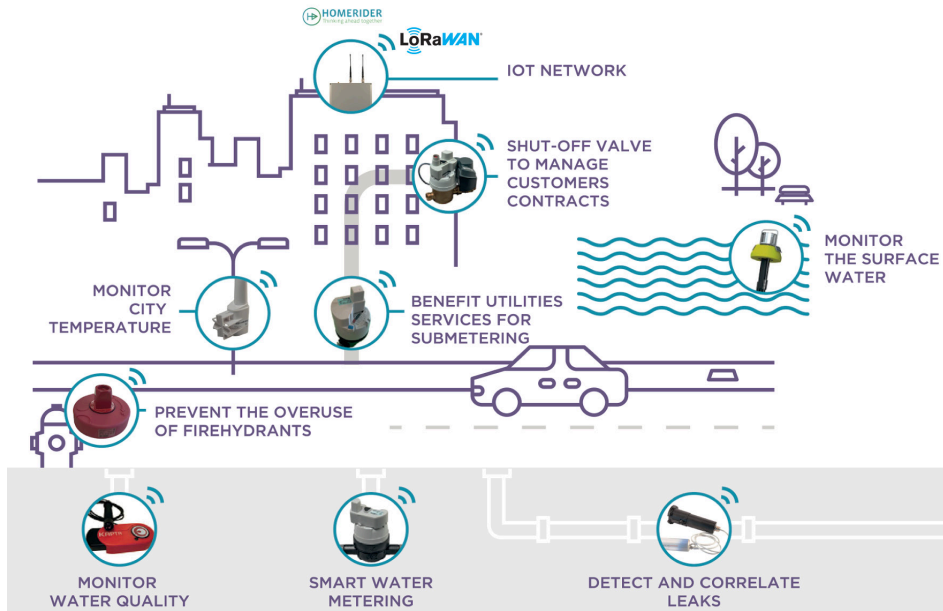 HOMERIDER
Thinking ahead together
LoRaWAN
IOT NETWORK
SHUT-OFF VALVE
TO MANAGE
CUSTOMERS
CONTRACTS
MONITOR
THE SURFACE
WATER
MONITOR
CITY
TEMPERATURE
BENEFIT UTILITIES
SERVICES FOR
SUBMETERING
PREVENT THE OVERUSE
OF FIREHYDRANTS
MONITOR
WATER QUALITY
SMART WATER
METERING
DETECT AND CORRELATE
LEAKS